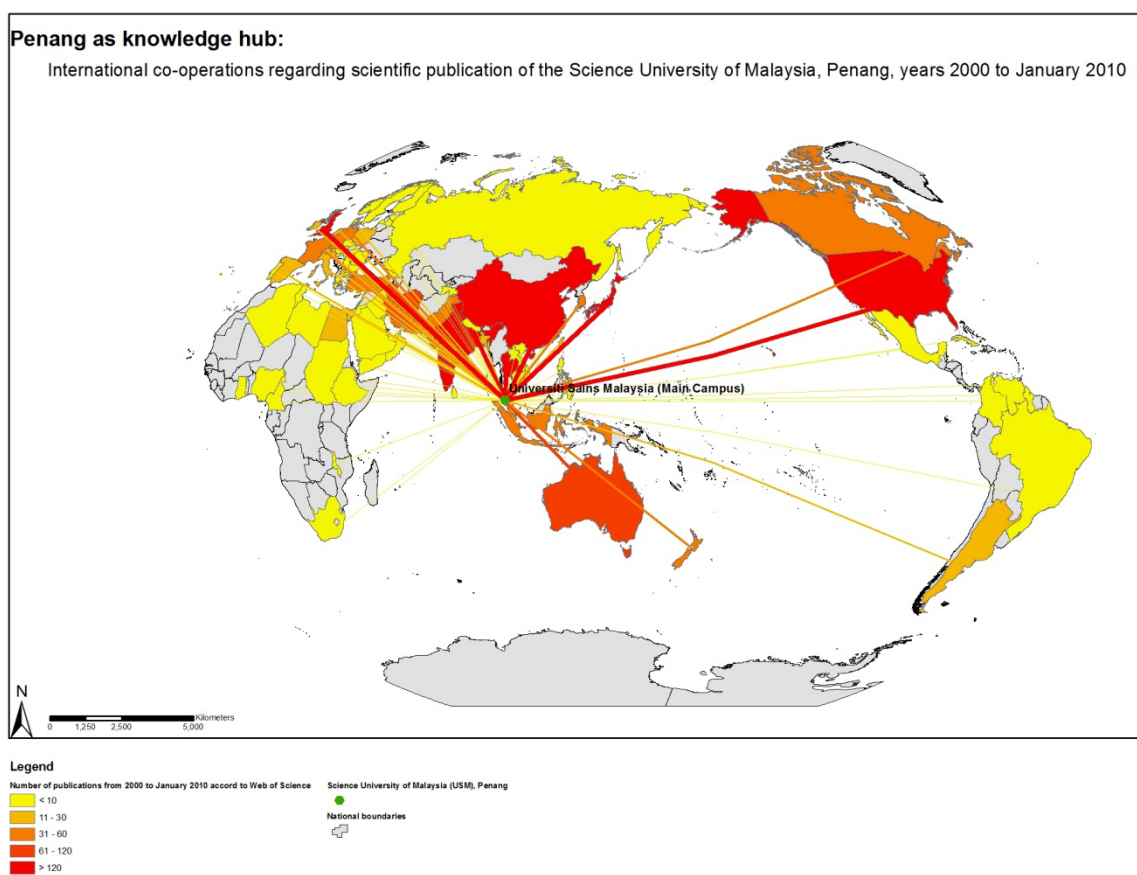 Penang as knowledge hub:
International co-operations regarding scientific publication of the Science University of Malaysia, Penang, years 2000 to January 2010
Universiti Sains Malaysia (Main Campus)
N
Kilometers
0 1,250 2,500 5,000
Legend
Number of publications from 2000 to January 2010 accord to Web of Science
< 10
11 - 30
31 - 60
61 - 120
> 120
Science University of Malaysia (USM), Penang
National boundaries